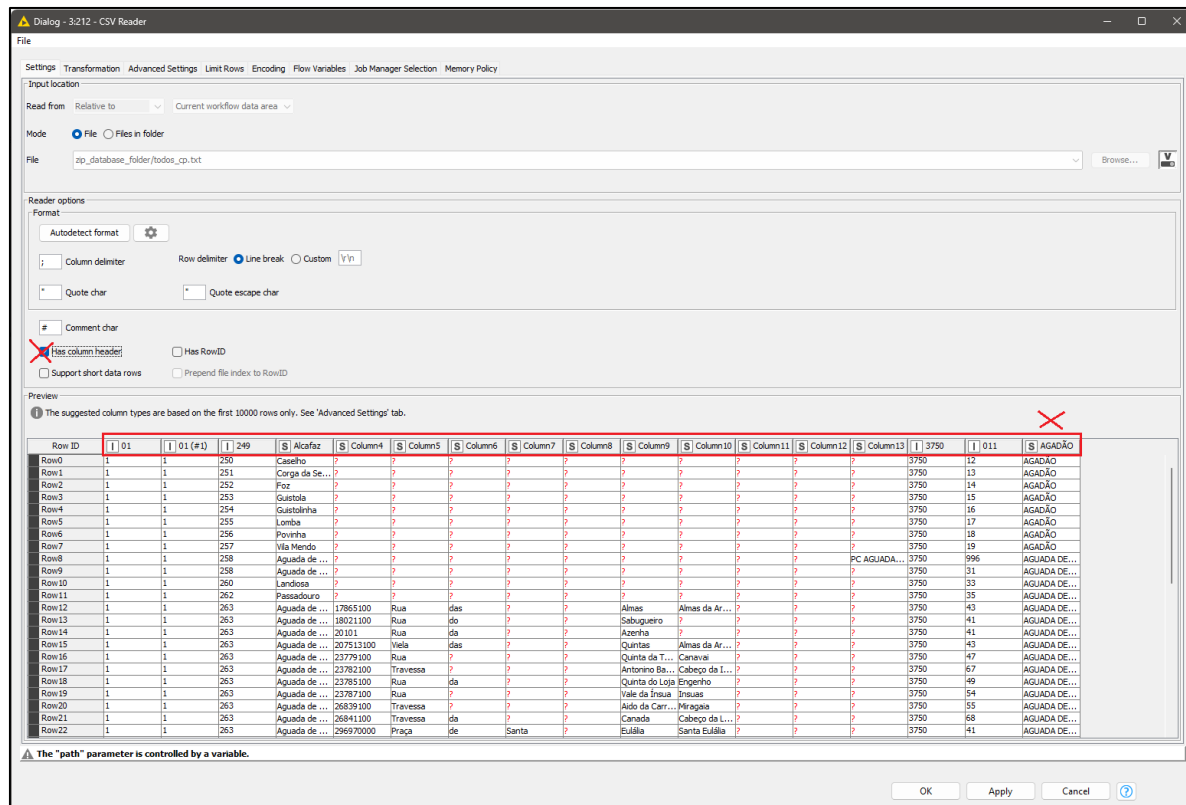 Dialog - 3:212 - CSV Reader
File
Settings Transformation Advanced Settings Limit Rows Encoding Flow Variables Job Manager Selection Memory Policy
Input location
Read from Relative to Current workflow data area
Mode File Files in folder
File zip_database_folder/todos_cp.txt Browse... V
Reader options
Format
Autodetect format
; Column delimiter Row delimiter Line break Custom \r\n
" Quote char " Quote escape char
# Comment char
Has column header Has RowID
Support short data rows Prepend file index to RowID
Preview
i The suggested column types are based on the first 10000 rows only. See 'Advanced Settings' tab.
Row ID I 01 I 01 (#1) I 249 S Alcafaz S Column4 S Column5 S Column6 S Column7 S Column8 S Column9 S Column10 S Column11 S Column12 S Column13 I 3750 I 011 S AGADÃO
Row0 1 1 250 Caselho ? ? ? ? ? ? ? ? ? ? 3750 12 AGADÃO
Row1 1 1 251 Corga da Se... ? ? ? ? ? ? ? ? ? ? 3750 13 AGADÃO
Row2 1 1 252 Foz ? ? ? ? ? ? ? ? ? ? 3750 14 AGADÃO
Row3 1 1 253 Guistola ? ? ? ? ? ? ? ? ? ? 3750 15 AGADÃO
Row4 1 1 254 Guistolinha ? ? ? ? ? ? ? ? ? ? 3750 16 AGADÃO
Row5 1 1 255 Lomba ? ? ? ? ? ? ? ? ? ? 3750 17 AGADÃO
Row6 1 1 256 Povinha ? ? ? ? ? ? ? ? ? ? 3750 18 AGADÃO
Row7 1 1 257 Vila Mendo ? ? ? ? ? ? ? ? ? ? 3750 19 AGADÃO
Row8 1 1 258 Aguada de ... ? ? ? ? ? ? ? ? ? PC AGUADA... 3750 996 AGUADA DE...
Row9 1 1 258 Aguada de ... ? ? ? ? ? ? ? ? ? ? 3750 31 AGUADA DE...
Row10 1 1 260 Landiosa ? ? ? ? ? ? ? ? ? ? 3750 33 AGUADA DE...
Row11 1 1 262 Passadouro ? ? ? ? ? ? ? ? ? ? 3750 35 AGUADA DE...
Row12 1 1 263 Aguada de ... 17865100 Rua das ? ? Almas Almas da Ar... ? ? ? 3750 43 AGUADA DE...
Row13 1 1 263 Aguada de ... 18021100 Rua do ? ? Sabugueiro ? ? ? ? 3750 41 AGUADA DE...
Row14 1 1 263 Aguada de ... 20101 Rua da ? ? Azenha ? ? ? ? 3750 41 AGUADA DE...
Row15 1 1 263 Aguada de ... 207513100 Viela das ? ? Quintas Almas da Ar... ? ? ? 3750 43 AGUADA DE...
Row16 1 1 263 Aguada de ... 23779100 Rua ? ? ? Quinta da T... Canavai ? ? ? 3750 47 AGUADA DE...
Row17 1 1 263 Aguada de ... 23782100 Travessa ? ? ? Antonino Ba... Cabeço da I... ? ? ? 3750 67 AGUADA DE...
Row18 1 1 263 Aguada de ... 23785100 Rua da ? ? Quinta do Loja Engenho ? ? ? 3750 49 AGUADA DE...
Row19 1 1 263 Aguada de ... 23787100 Rua ? ? ? Vale da Ínsua Insuas ? ? ? 3750 54 AGUADA DE...
Row20 1 1 263 Aguada de ... 26839100 Travessa ? ? ? Aido da Carr... Miragaia ? ? ? 3750 55 AGUADA DE...
Row21 1 1 263 Aguada de ... 26841100 Travessa da ? ? Canada Cabeço da L... ? ? ? 3750 68 AGUADA DE...
Row22 1 1 263 Aguada de ... 296970000 Praça de Santa ? Eulália Santa Eulália ? ? ? 3750 41 AGUADA DE...
The "path" parameter is controlled by a variable.
OK Apply Cancel ?